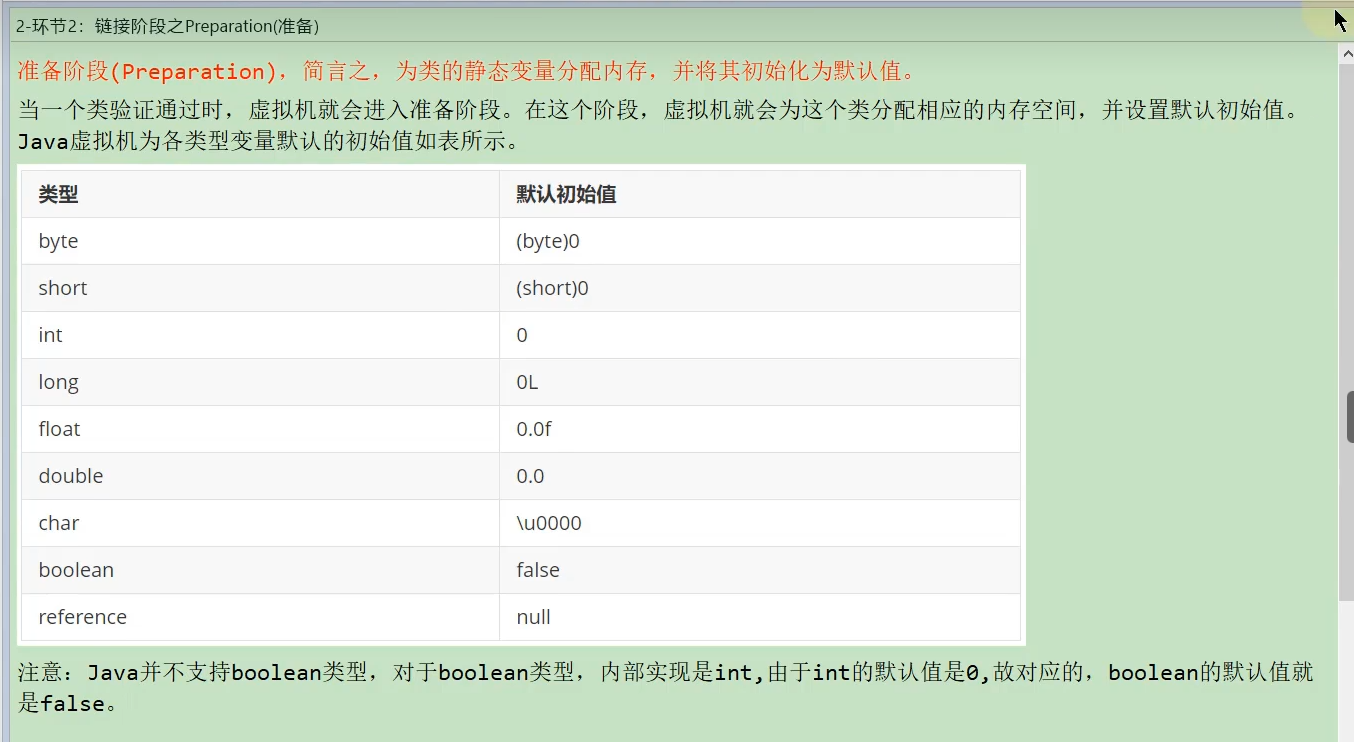 2-环节2：链接阶段之Preparation(准备)
准备阶段(Preparation)，简言之，为类的静态变量分配内存，并将其初始化为默认值。
当一个类验证通过时，虚拟机就会进入准备阶段。在这个阶段，虚拟机就会为这个类分配相应的内存空间，并设置默认初始值。
Java虚拟机为各类型变量默认的初始值如表所示。
类型 默认初始值
byte (byte)0
short (short)0
int 0
long 0L
float 0.0f
double 0.0
char \u0000
boolean false
reference null
注意：Java并不支持boolean类型，对于boolean类型，内部实现是int,由于int的默认值是0,故对应的，boolean的默认值就
是false。